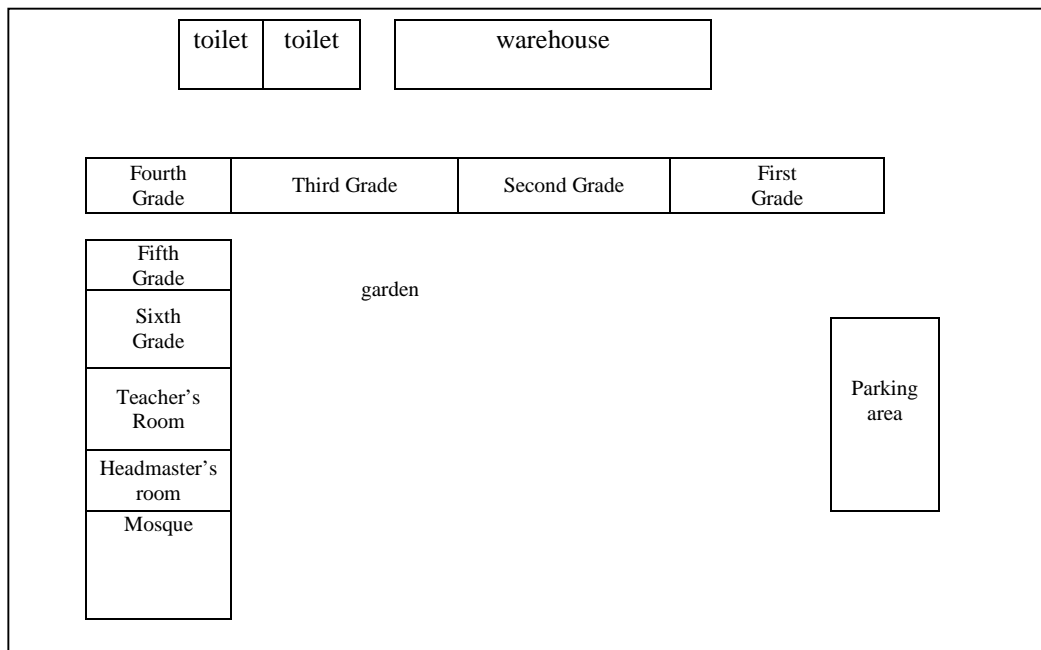 toilet
toilet
warehouse
Fourth
Grade
Third Grade
Second Grade
First
Grade
Fifth
Grade
garden
Sixth
Grade
Teacher’s
Room
Parking
area
Headmaster’s
room
Mosque